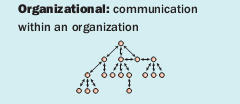 Organizational: communication
within an organization